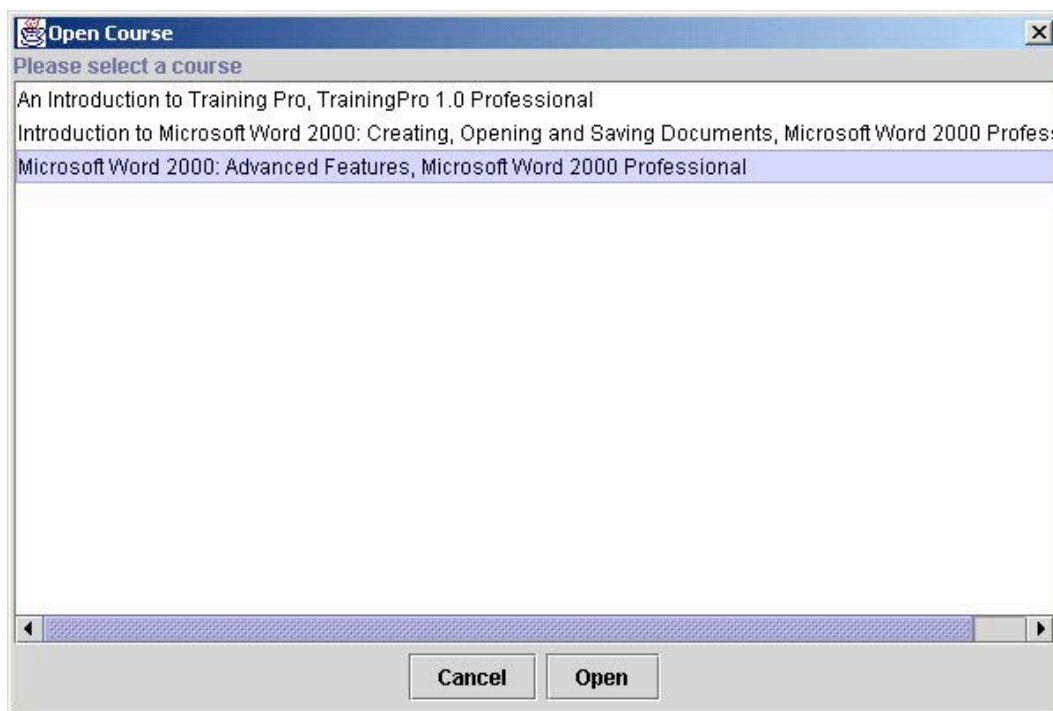 Open Course
Please select a course
An Introduction to Training Pro, TrainingPro 1.0 Professional
Introduction to Microsoft Word 2000: Creating, Opening and Saving Documents, Microsoft Word 2000 Profes
Microsoft Word 2000: Advanced Features, Microsoft Word 2000 Professional
Cancel Open